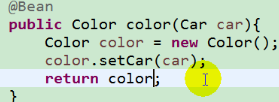 @Bean
public Color color(Car car){
Color color = new Color();
color.setCar(car);
return color;
}